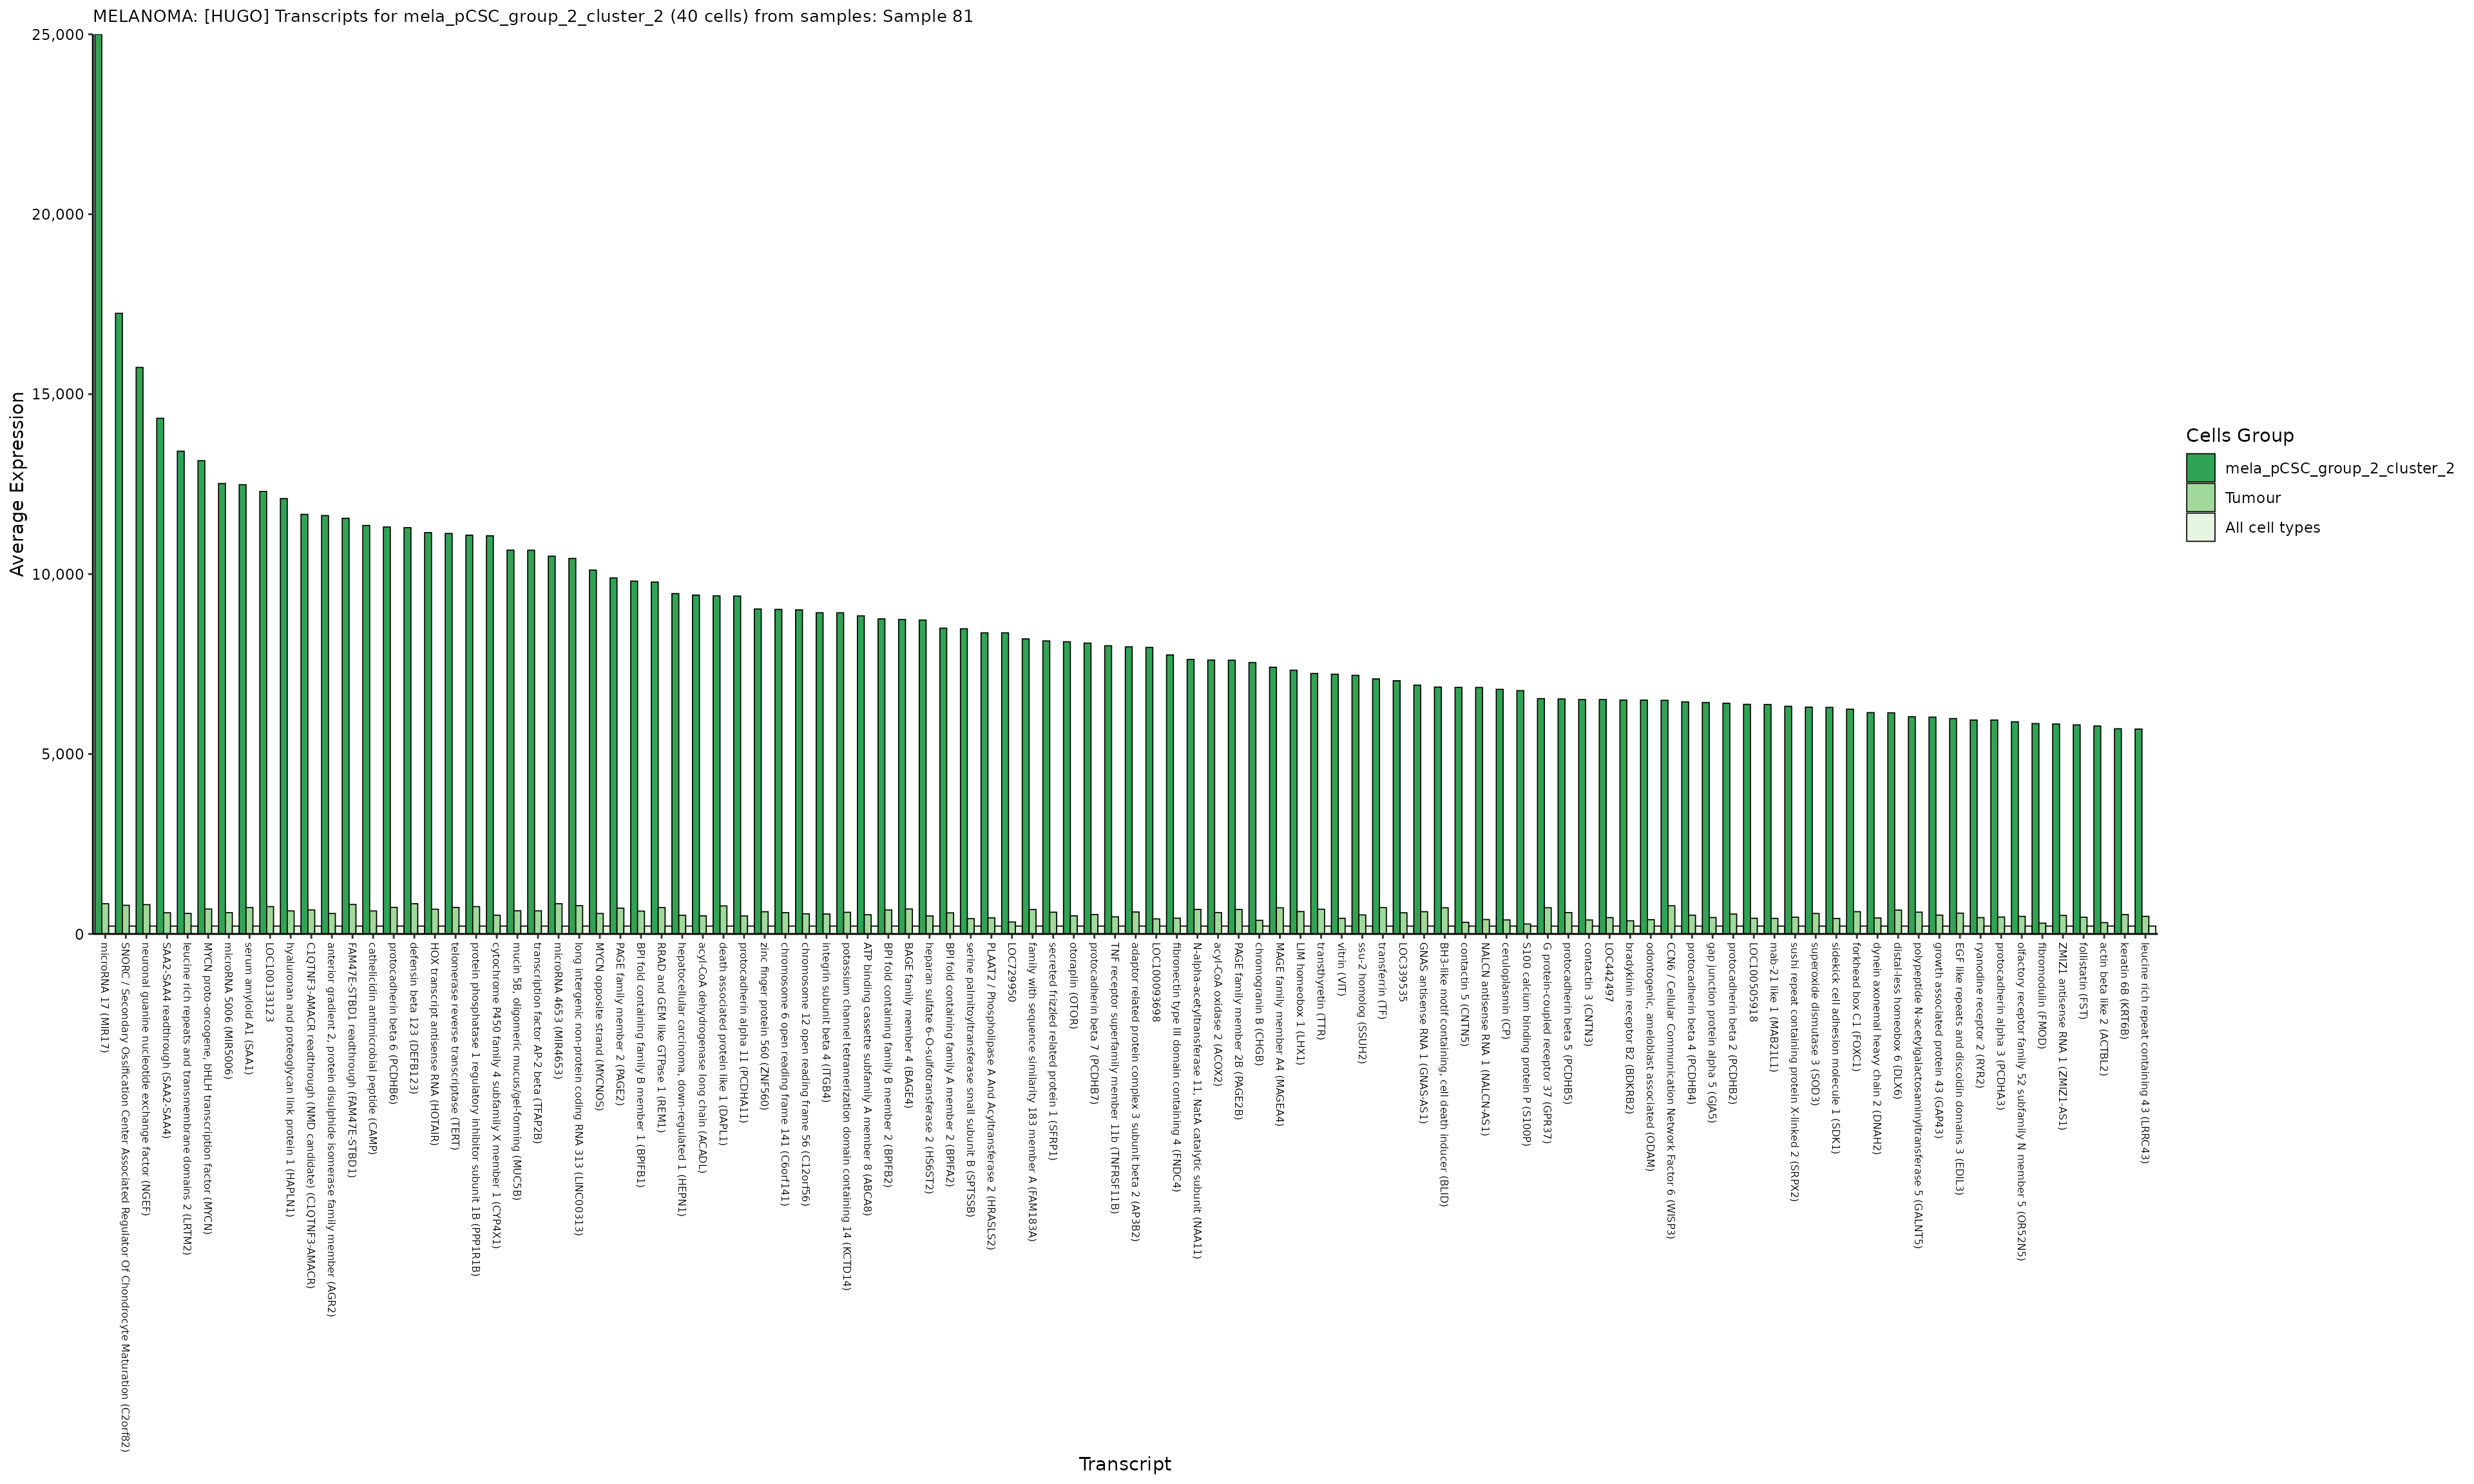 MELANOMA: [HUGO] Transcripts for mela_pCSC_group_2_cluster_2 (40 cells) from samples: Sample 81
Average Expression
25,000
20,000
15,000
10,000
5,000
0
microRNA 17 (MIR17)
SNORC / Secondary Ossification Center Associated Regulator Of Chondrocyte Maturation (C2orf82)
neuronal guanine nucleotide exchange factor (NGEF)
SAA2-SAA4 readthrough (SAA2-SAA4)
leucine rich repeats and transmembrane domains 2 (LRTM2)
MYCN proto-oncogene, bHLH transcription factor (MYCN)
microRNA 5006 (MIR5006)
serum amyloid A1 (SAA1)
LOC100133123
hyaluronan and proteoglycan link protein 1 (HAPLN1)
C1QTNF3-AMACR readthrough (NMD candidate) (C1QTNF3-AMACR)
anterior gradient 2, protein disulphide isomerase family member (AGR2)
FAM47E-STBD1 readthrough (FAM47E-STBD1)
cathelicidin antimicrobial peptide (CAMP)
protocadherin beta 6 (PCDHB6)
defensin beta 123 (DEFB123)
HOX transcript antisense RNA (HOTAIR)
telomerase reverse transcriptase (TERT)
protein phosphatase 1 regulatory inhibitor subunit 1B (PPP1R1B)
cytochrome P450 family 4 subfamily X member 1 (CYP4X1)
mucin 5B, oligomeric mucus/gel-forming (MUC5B)
transcription factor AP-2 beta (TFAP2B)
microRNA 4653 (MIR4653)
long intergenic non-protein coding RNA 313 (LINC00313)
MYCN opposite strand (MYCNOS)
PAGE family member 2 (PAGE2)
BPI fold containing family B member 1 (BPIFB1)
RRAD and GEM like GTPase 1 (REM1)
hepatocellular carcinoma, down-regulated 1 (HEPN1)
acyl-CoA dehydrogenase long chain (ACADL)
death associated protein like 1 (DAPL1)
protocadherin alpha 11 (PCDHA11)
zinc finger protein 560 (ZNF560)
chromosome 6 open reading frame 141 (C6orf141)
chromosome 12 open reading frame 56 (C12orf56)
integrin subunit beta 4 (ITGB4)
potassium channel tetramerization domain containing 14 (KCTD14)
ATP binding cassette subfamily A member 8 (ABCA8)
BPI fold containing family B member 2 (BPIFB2)
BAGE family member 4 (BAGE4)
heparan sulfate 6-O-sulfotransferase 2 (HS6ST2)
BPI fold containing family A member 2 (BPIFA2)
serine palmitoyltransferase small subunit B (SPTSSB)
PLAAT2 / Phospholipase A And Acyltransferase 2 (HRASLS2)
LOC729950
family with sequence similarity 183 member A (FAM183A)
secreted frizzled related protein 1 (SFRP1)
otoraplin (OTOR)
protocadherin beta 7 (PCDHB7)
TNF receptor superfamily member 11b (TNFRSF11B)
adaptor related protein complex 3 subunit beta 2 (AP3B2)
LOC100093698
fibronectin type III domain containing 4 (FNDC4)
N-alpha-acetyltransferase 11, NatA catalytic subunit (NAA11)
acyl-CoA oxidase 2 (ACOX2)
PAGE family member 2B (PAGE2B)
chromogranin B (CHGB)
MAGE family member A4 (MAGEA4)
LIM homeobox 1 (LHX1)
transthyretin (TTR)
vitrin (VIT)
ssu-2 homolog (SSUH2)
transferrin (TF)
LOC339535
GNAS antisense RNA 1 (GNAS-AS1)
BH3-like motif containing, cell death inducer (BLID)
contactin 5 (CNTN5)
NALCN antisense RNA 1 (NALCN-AS1)
ceruloplasmin (CP)
S100 calcium binding protein P (S100P)
G protein-coupled receptor 37 (GPR37)
protocadherin beta 5 (PCDHB5)
contactin 3 (CNTN3)
LOC442497
bradykinin receptor B2 (BDKRB2)
odontogenic, ameloblast associated (ODAM)
CCN6 / Cellular Communication Network Factor 6 (WISP3)
protocadherin beta 4 (PCDHB4)
gap junction protein alpha 5 (GJA5)
protocadherin beta 2 (PCDHB2)
LOC100505918
mab-21 like 1 (MAB21L1)
sushi repeat containing protein X-linked 2 (SRPX2)
superoxide dismutase 3 (SOD3)
sidekick cell adhesion molecule 1 (SDK1)
forkhead box C1 (FOXC1)
dynein axonemal heavy chain 2 (DNAH2)
distal-less homeobox 6 (DLX6)
polypeptide N-acetylgalactosaminyltransferase 5 (GALNT5)
growth associated protein 43 (GAP43)
EGF like repeats and discoidin domains 3 (EDIL3)
ryanodine receptor 2 (RYR2)
protocadherin alpha 3 (PCDHA3)
olfactory receptor family 52 subfamily N member 5 (OR52N5)
fibromodulin (FMOD)
ZMIZ1 antisense RNA 1 (ZMIZ1-AS1)
follistatin (FST)
actin beta like 2 (ACTBL2)
keratin 6B (KRT6B)
leucine rich repeat containing 43 (LRRC43)
Transcript
Cells Group
mela_pCSC_group_2_cluster_2
Tumour
All cell types